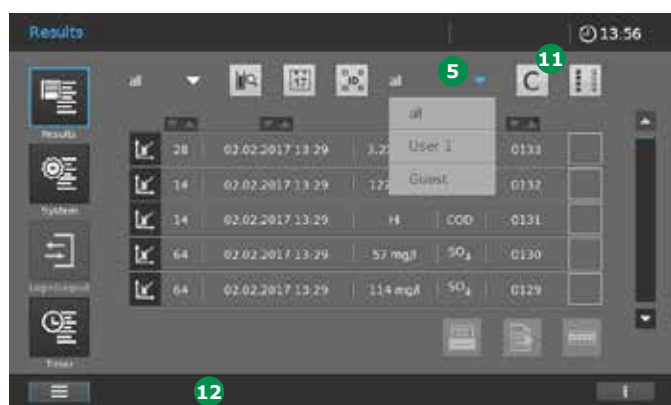 Results 13:56
all 17 ID all 5 C 11
all
User 1
Guest
Results
28 02.02.2017 13:29 0133
14 02.02.2017 13:29 0132
System
14 02.02.2017 13:29 HI COD 0131
64 02.02.2017 13:29 57 mg/l SO₄ 0130
Login/Logout
64 02.02.2017 13:29 114 mg/l SO₄ 0129
Timer
12 i